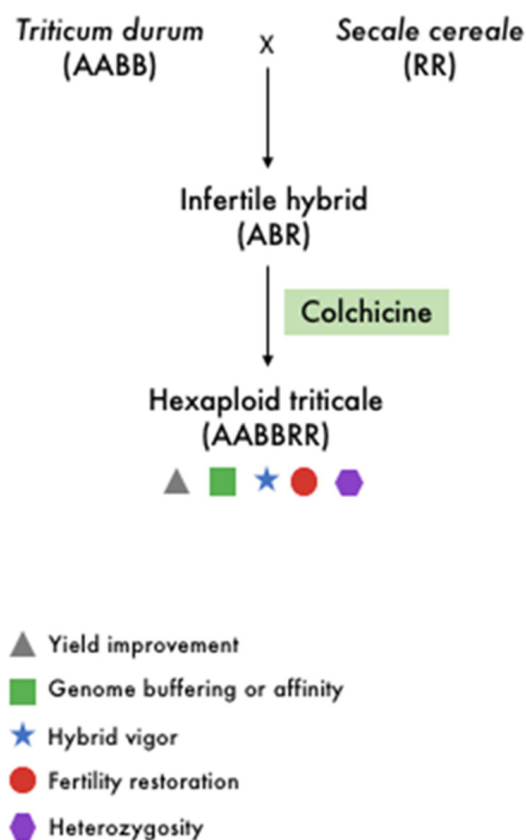 Triticum durum x Secale cereale
(AABB) (RR)
Infertile hybrid
(ABR)
Colchicine
Hexaploid triticale
(AABBRR)
Yield improvement
Genome buffering or affinity
Hybrid vigor
Fertility restoration
Heterozygosity